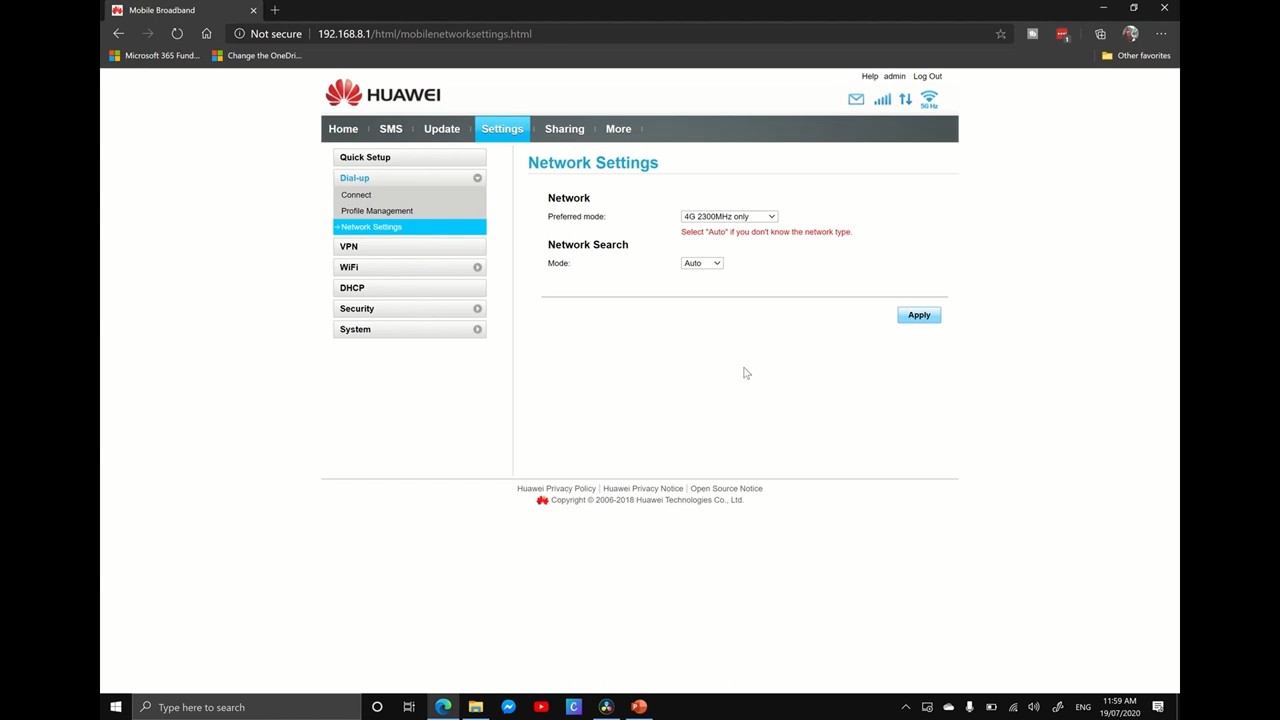 Mobile Broadband
Not secure 192.168.8.1/html/mobilenetworksettings.html
Microsoft 365 Fund... Change the OneDri... Other favorites
Help admin Log Out
HUAWEI
5G Hz
Home SMS Update Settings Sharing More
Quick Setup
Dial-up
Connect
Profile Management
Network Settings
VPN
WiFi
DHCP
Security
System
Network Settings
Network
Preferred mode: 4G 2300MHz only
Select "Auto" if you don't know the network type.
Network Search
Mode: Auto
Apply
Huawei Privacy Policy | Huawei Privacy Notice | Open Source Notice
Copyright © 2006-2018 Huawei Technologies Co., Ltd.
Type here to search
ENG
11:59 AM
19/07/2020